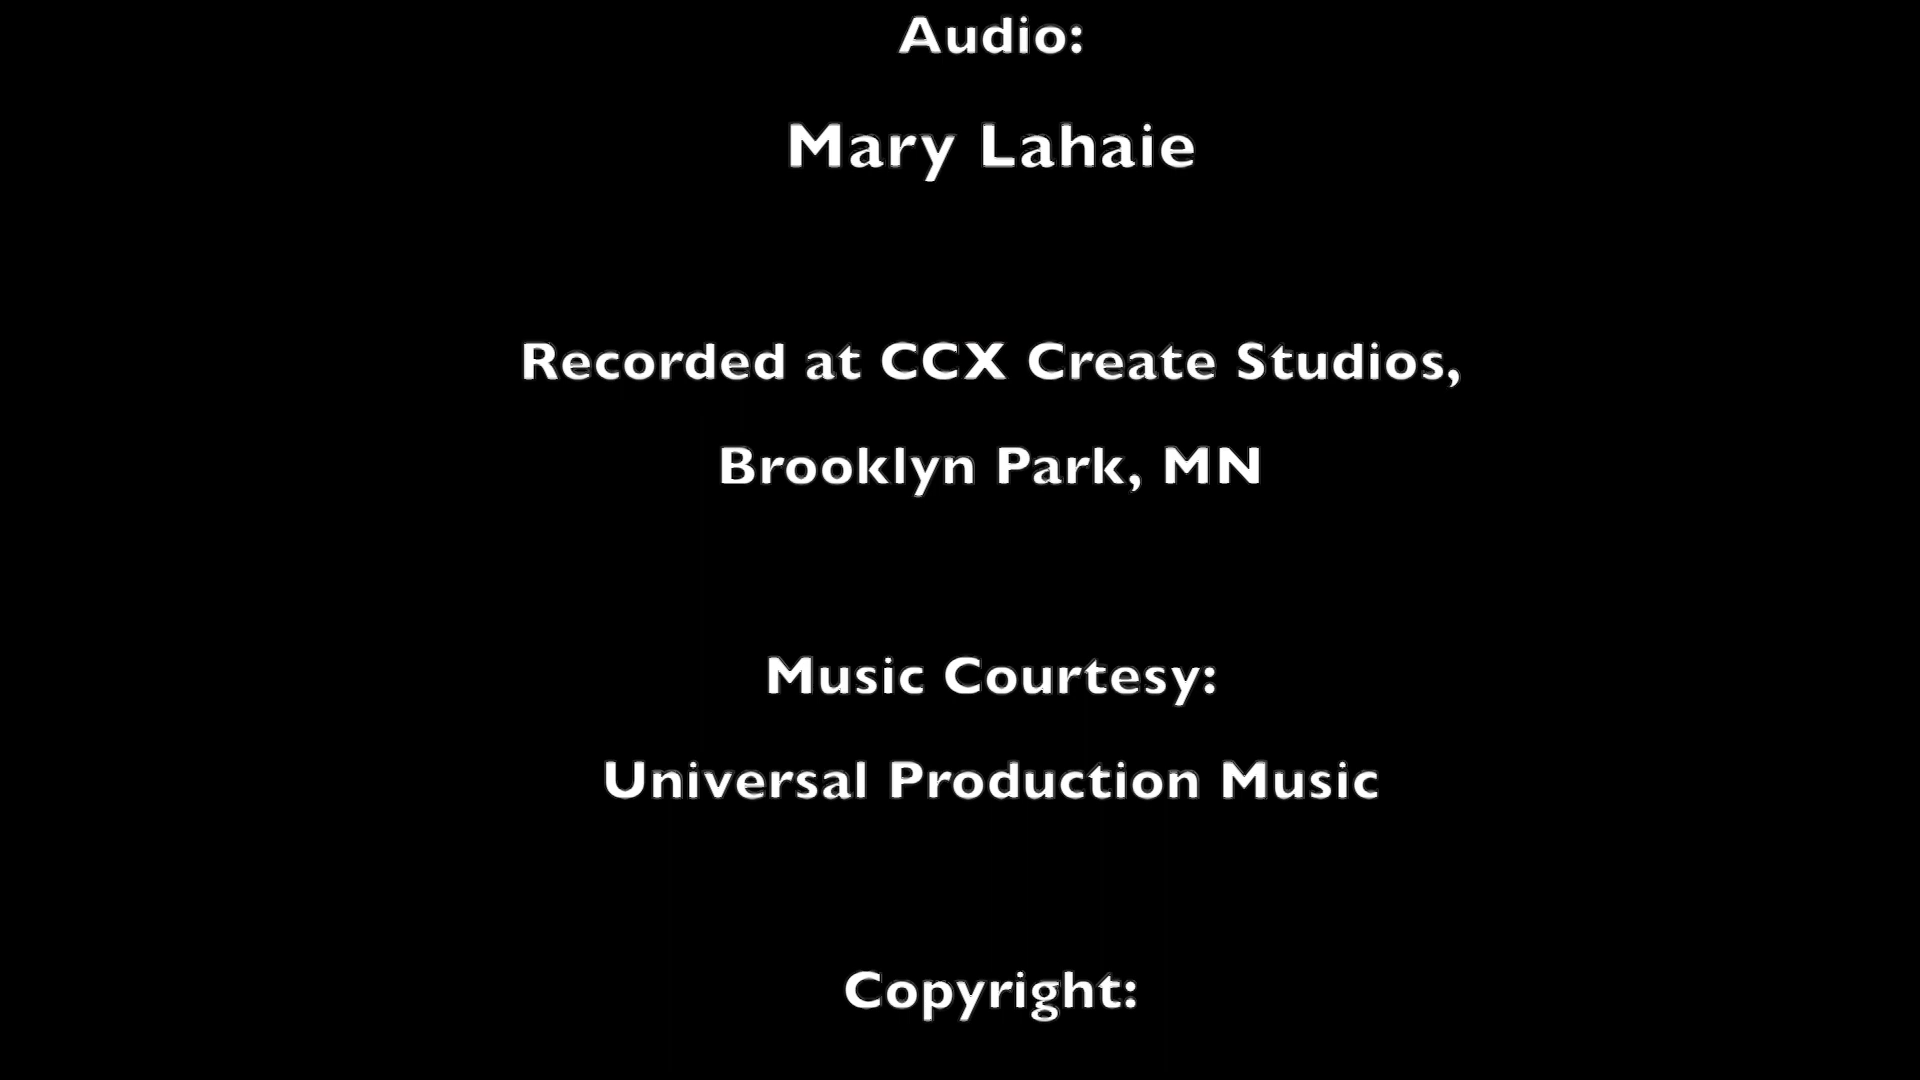 Audio:
Mary Lahaie
Recorded at CCX Create Studios,
Brooklyn Park, MN
Music Courtesy:
Universal Production Music
Copyright: